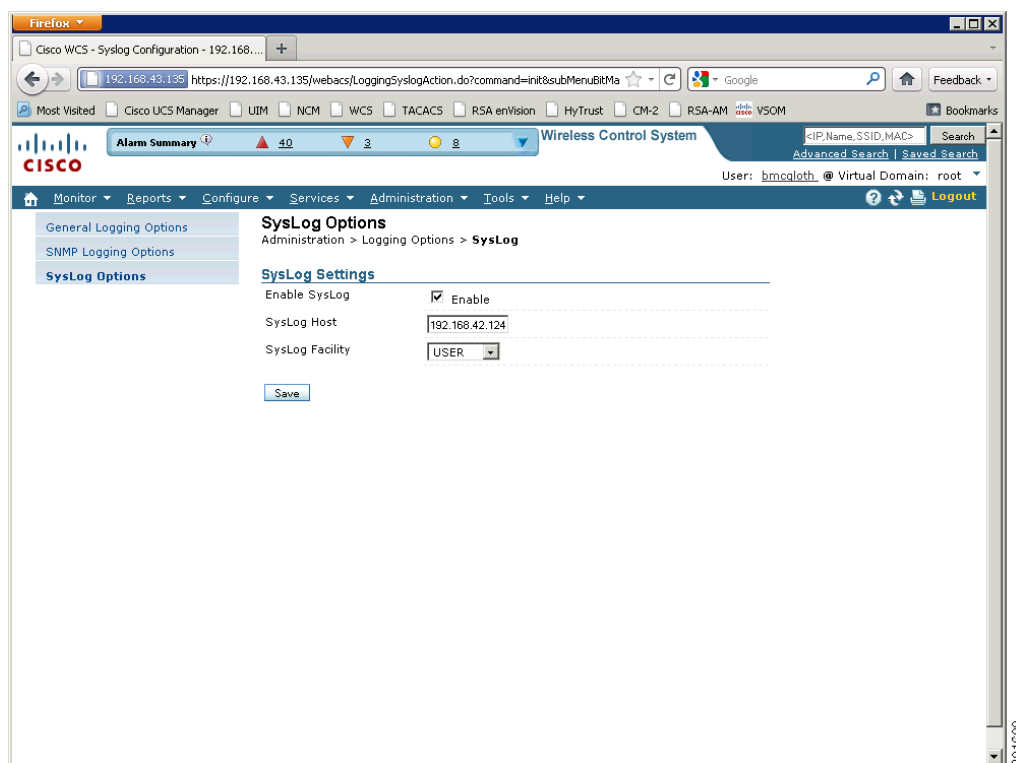 Firefox
Cisco WCS - Syslog Configuration - 192.168....
192.168.43.135 https://192.168.43.135/webacs/LoggingSyslogAction.do?command=init&subMenuBitMa
Google
Feedback
Most Visited Cisco UCS Manager UIM NCM WCS TACACS RSA enVision HyTrust CM-2 RSA-AM VSOM Bookmarks
CISCO
Alarm Summary 40 3 8
Wireless Control System
<IP,Name,SSID,MAC> Search
Advanced Search | Saved Search
User: bmcgloth @ Virtual Domain: root
Monitor Reports Configure Services Administration Tools Help Logout
General Logging Options
SNMP Logging Options
SysLog Options
SysLog Options
Administration > Logging Options > SysLog
SysLog Settings
Enable SysLog Enable
SysLog Host 192.168.42.124
SysLog Facility USER
Save